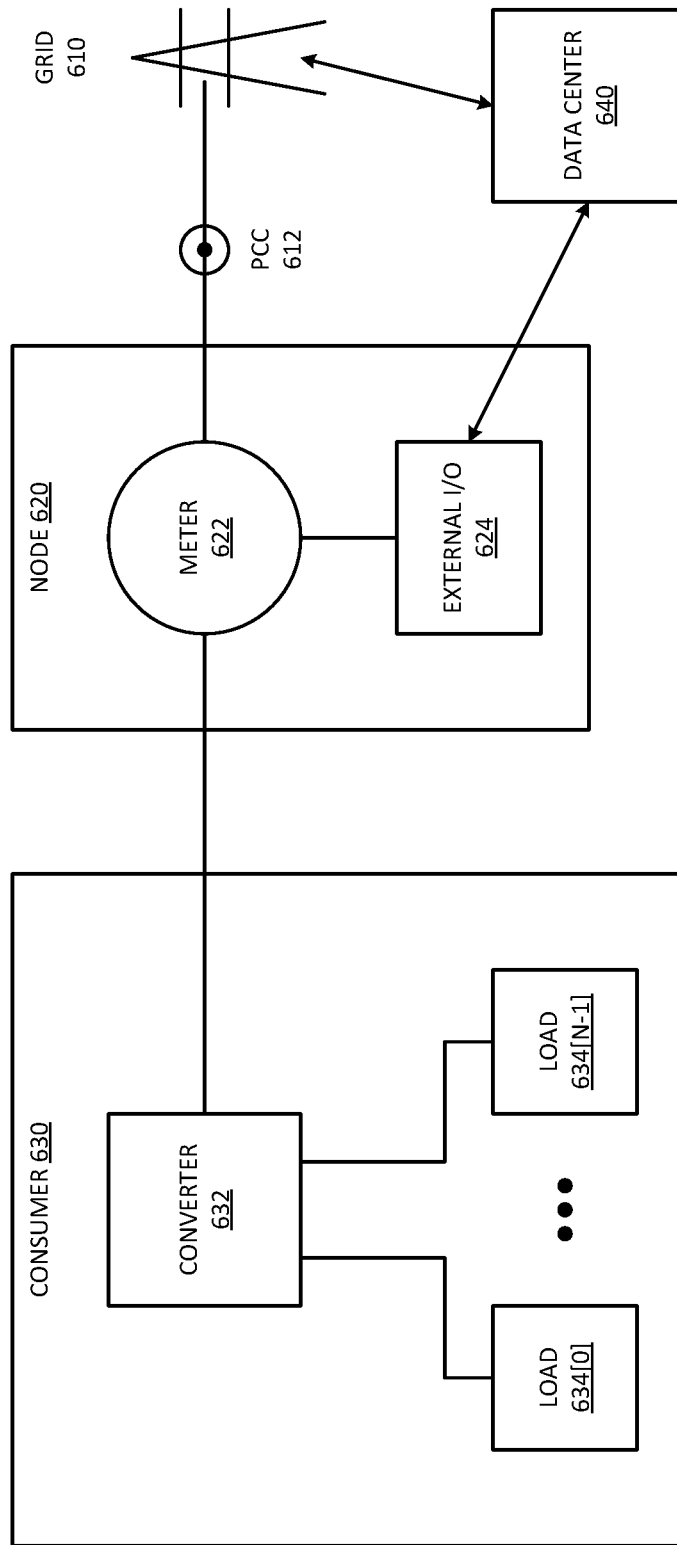 CONSUMER 630
CONVERTER
632
LOAD
634[0]
LOAD
634[N-1]
NODE 620
METER
622
EXTERNAL I/O
624
PCC
612
GRID
610
DATA CENTER
640